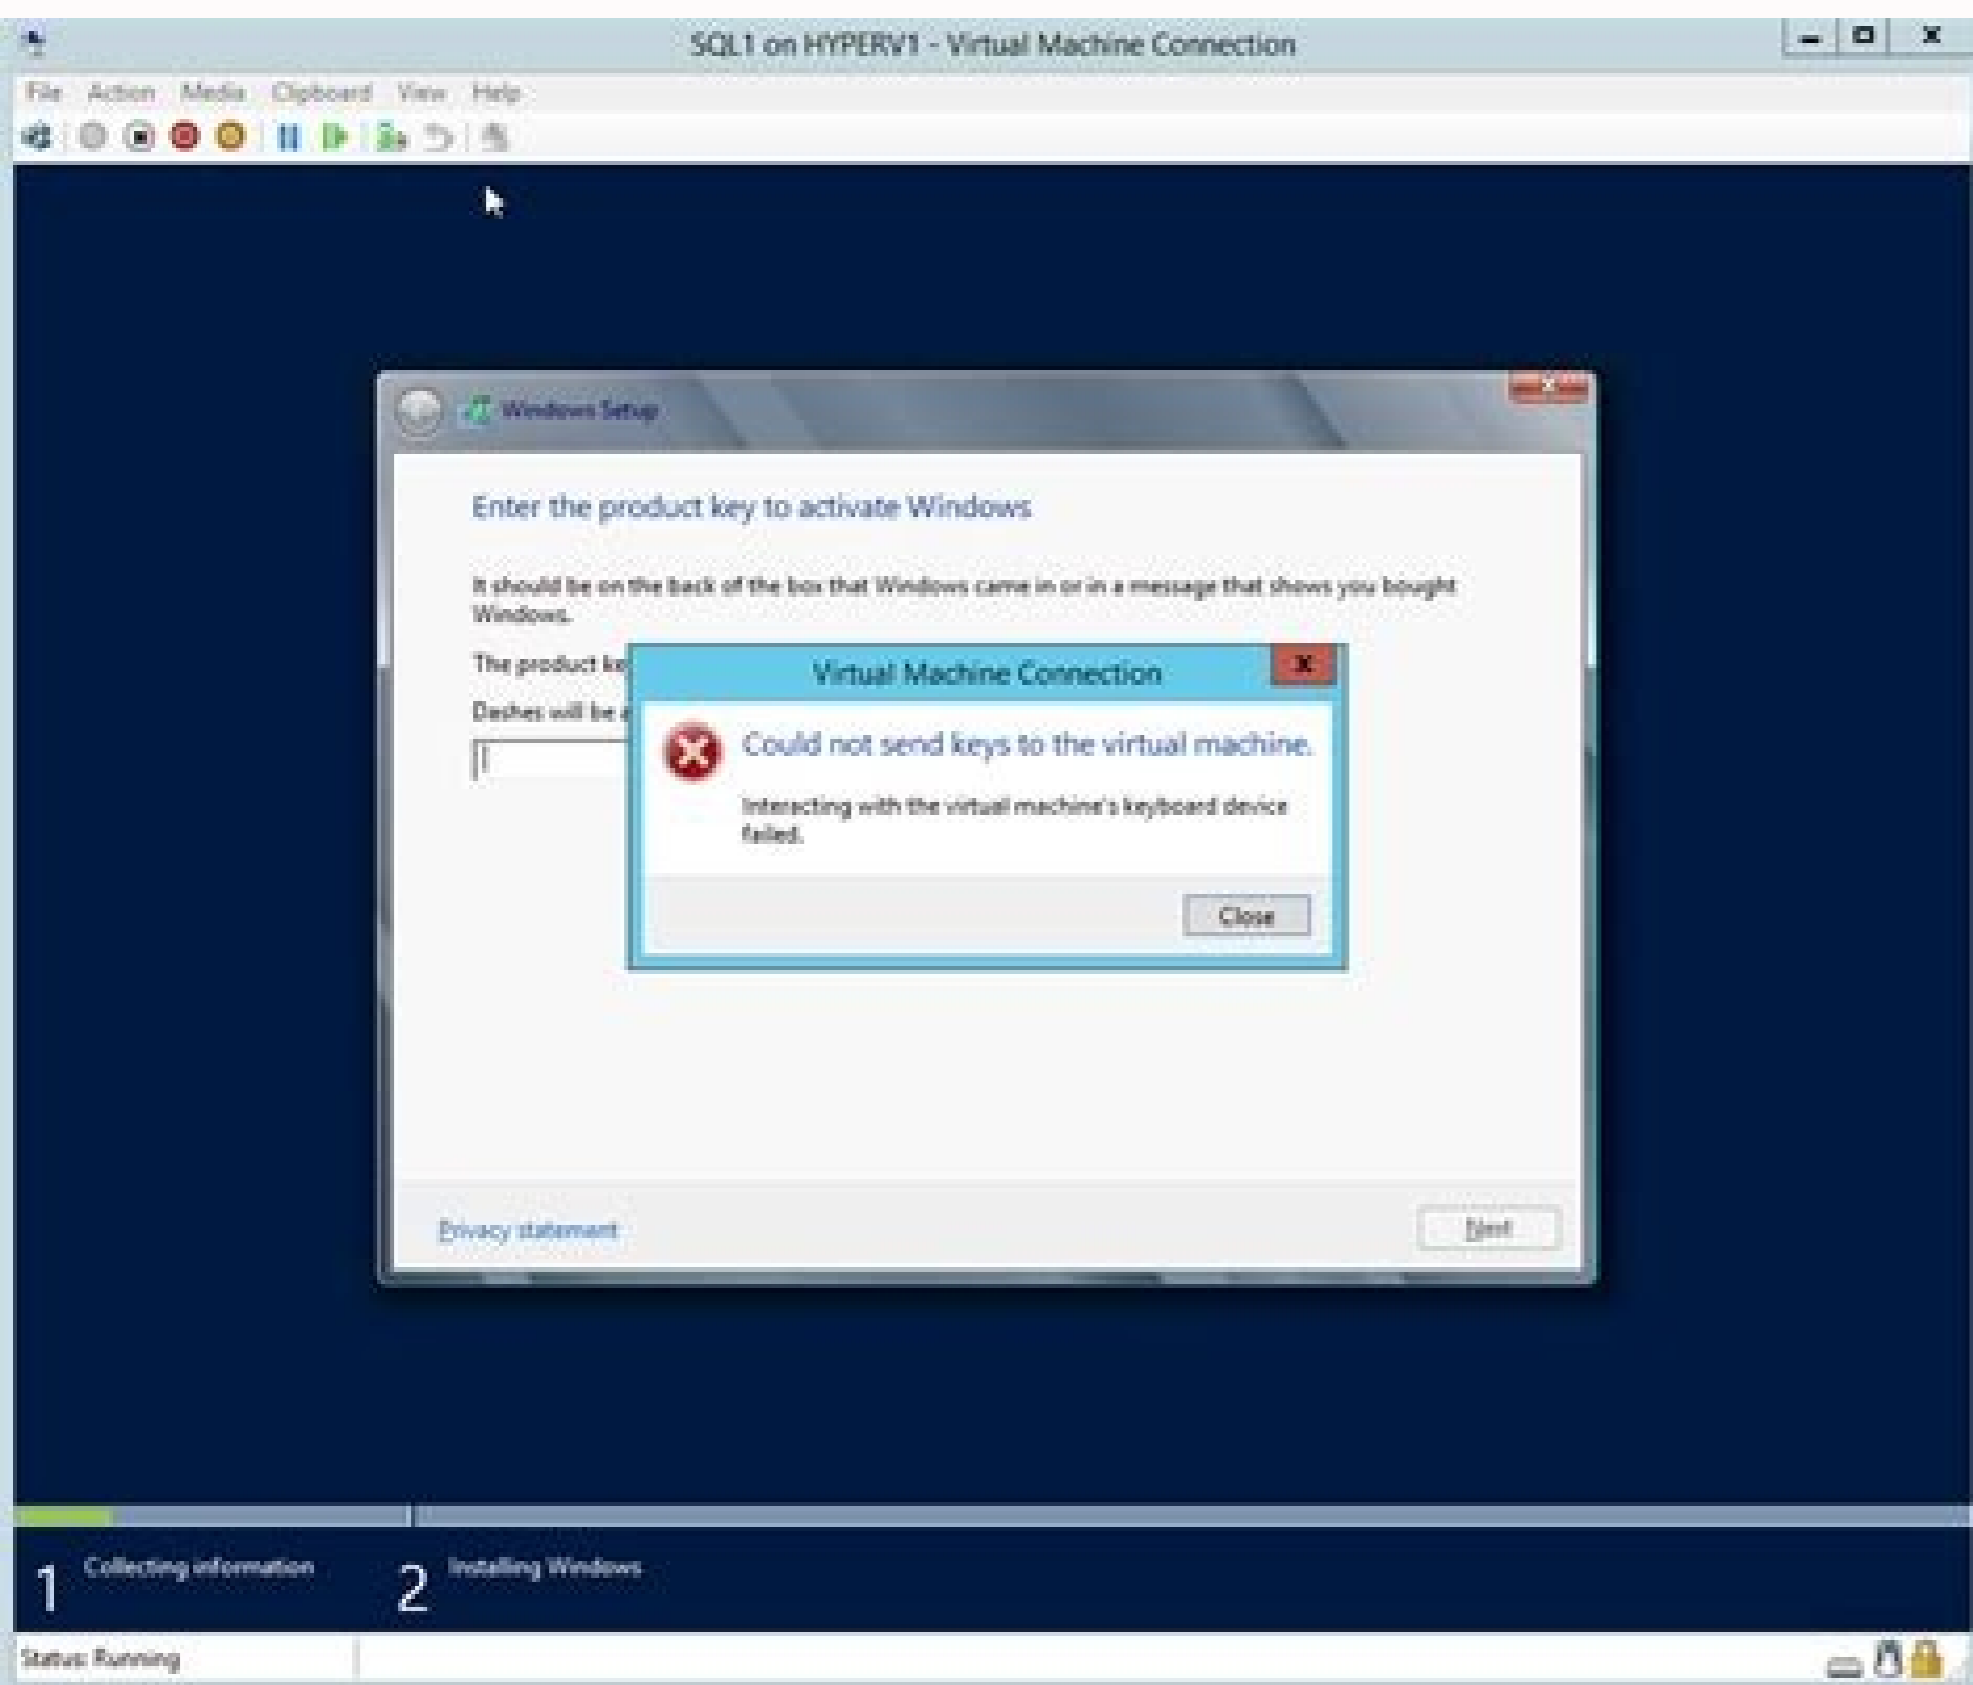 SQL1 on HYPERV1 - Virtual Machine Connection
File Action Media Clipboard View Help
Windows Setup
Enter the product key to activate Windows
It should be on the back of the box that Windows came in or in a message that shows you bought
Windows.
The product ke
Dashes will be a
Virtual Machine Connection
Could not send keys to the virtual machine.
Interacting with the virtual machine's keyboard device
failed.
Close
Privacy statement
Next
1 Collecting information
2 Installing Windows
Status: Running